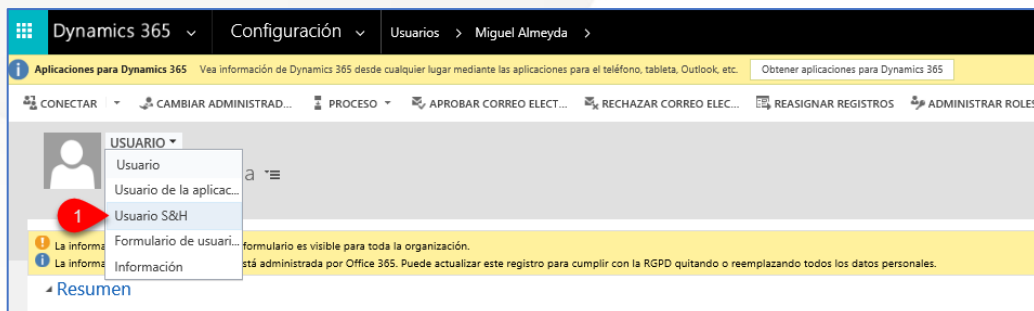 Dynamics 365 Configuración Usuarios > Miguel Almeyda >
Aplicaciones para Dynamics 365 Vea información de Dynamics 365 desde cualquier lugar mediante las aplicaciones para el teléfono, tableta, Outlook, etc. Obtener aplicaciones para Dynamics 365
CONECTAR CAMBIAR ADMINISTRAD... PROCESO APROBAR CORREO ELECT... RECHAZAR CORREO ELEC... REASIGNAR REGISTROS ADMINISTRAR ROLES
USUARIO
Usuario
a
Usuario de la aplicac...
1 Usuario S&H
Formulario de usuari...
Información
La informa formulario es visible para toda la organización.
La informa stá administrada por Office 365. Puede actualizar este registro para cumplir con la RGPD quitando o reemplazando todos los datos personales.
Resumen